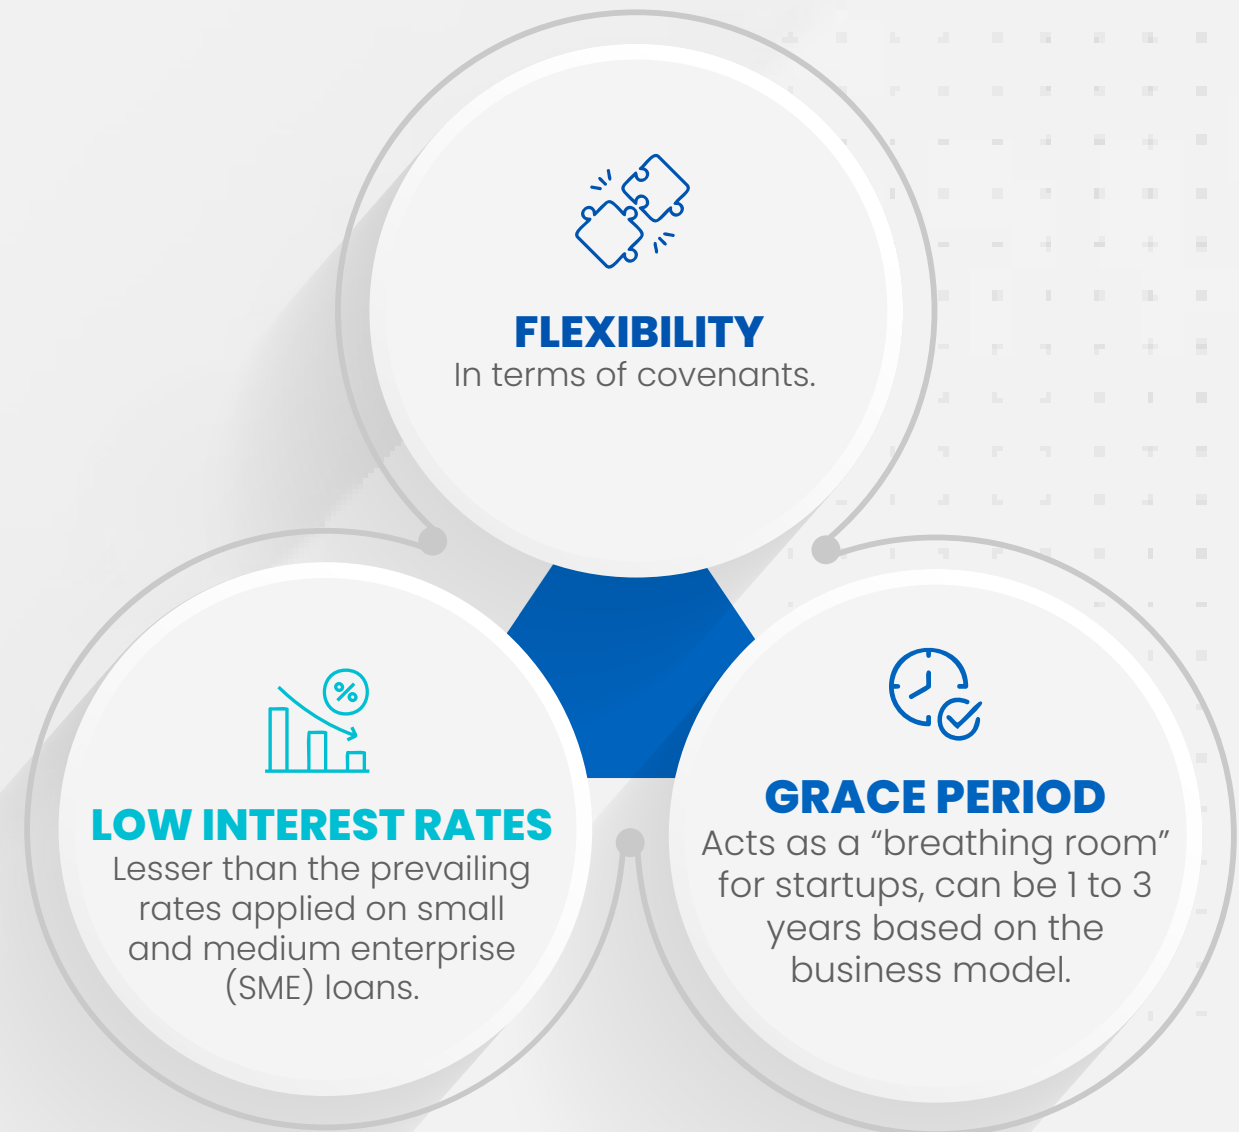 FLEXIBILITY
In terms of covenants.
%
LOW INTEREST RATES
Lesser than the prevailing
rates applied on small
and medium enterprise
(SME) loans.
GRACE PERIOD
Acts as a “breathing room”
for startups, can be 1 to 3
years based on the
business model.